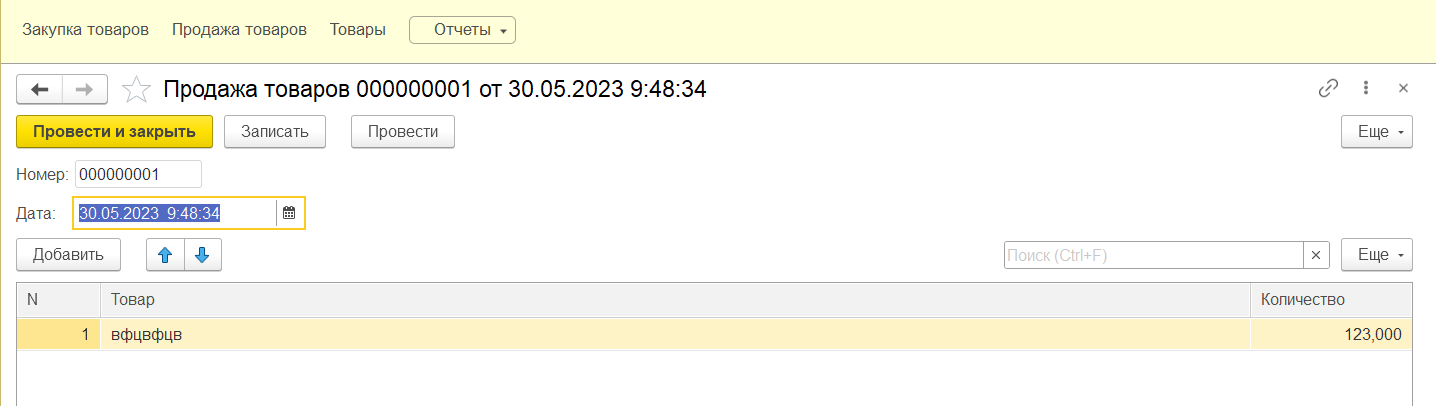 Закупка товаров Продажа товаров Товары Отчеты
Продажа товаров 000000001 от 30.05.2023 9:48:34
Провести и закрыть Записать Провести Еще
Номер: 000000001
Дата: 30.05.2023 9:48:34
Добавить Поиск (Ctrl+F) Еще
N Товар Количество
1 вфцвфцв 123,000